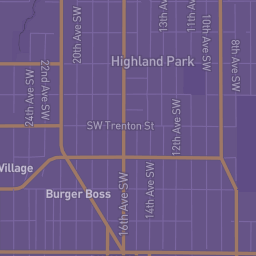 20th Ave SW
13th Ave
11th Ave
10th Ave SW
8th Ave SW
Highland Park
22nd Ave SW
24th Ave SW
SW Trenton St
12th Ave SW
Village
Burger Boss
16th Ave SW
14th Ave SW